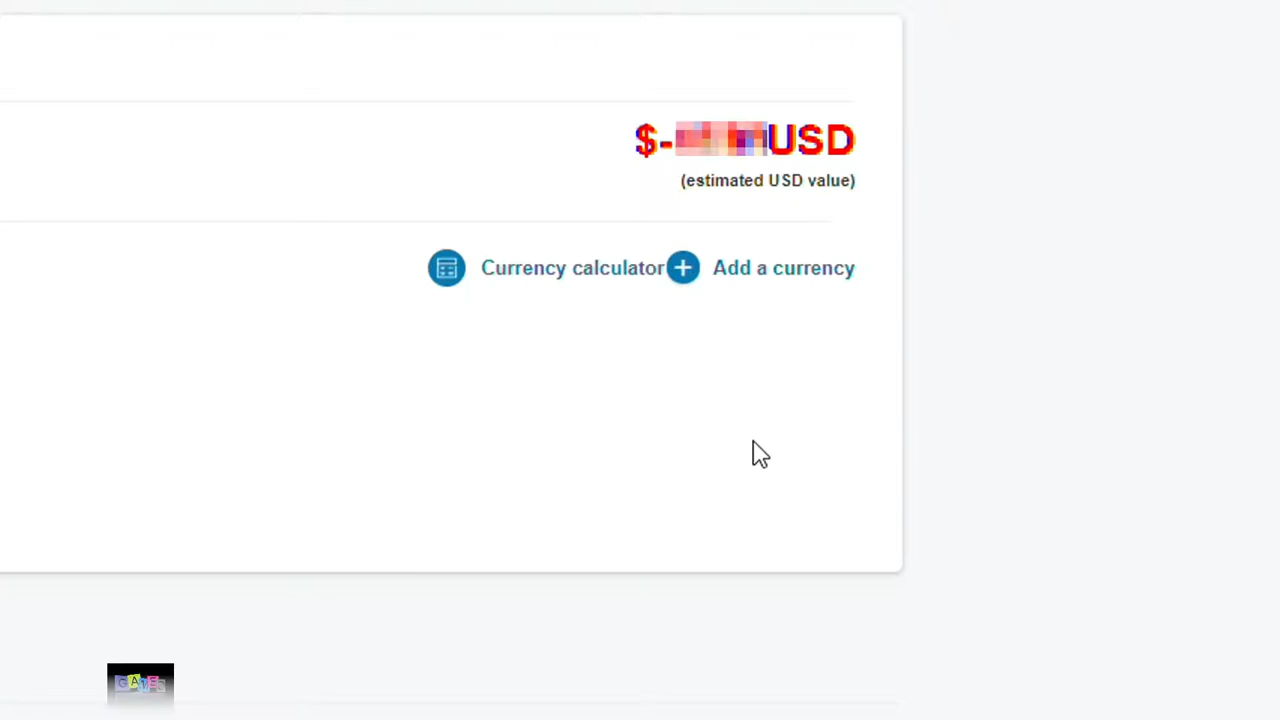 $- USD
(estimated USD value)
Currency calculator
Add a currency